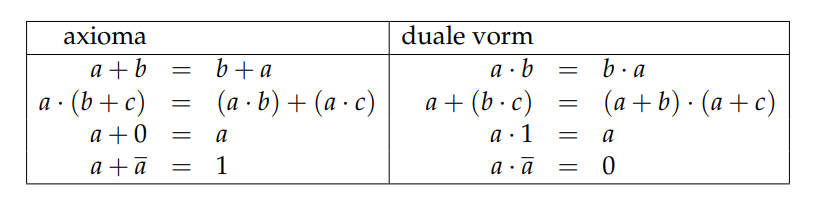 axioma duale vorm
a + b = b + a a · b = b · a
a · (b + c) = (a · b) + (a · c) a + (b · c) = (a + b) · (a + c)
a + 0 = a a · 1 = a
a + a̅ = 1 a · a̅ = 0